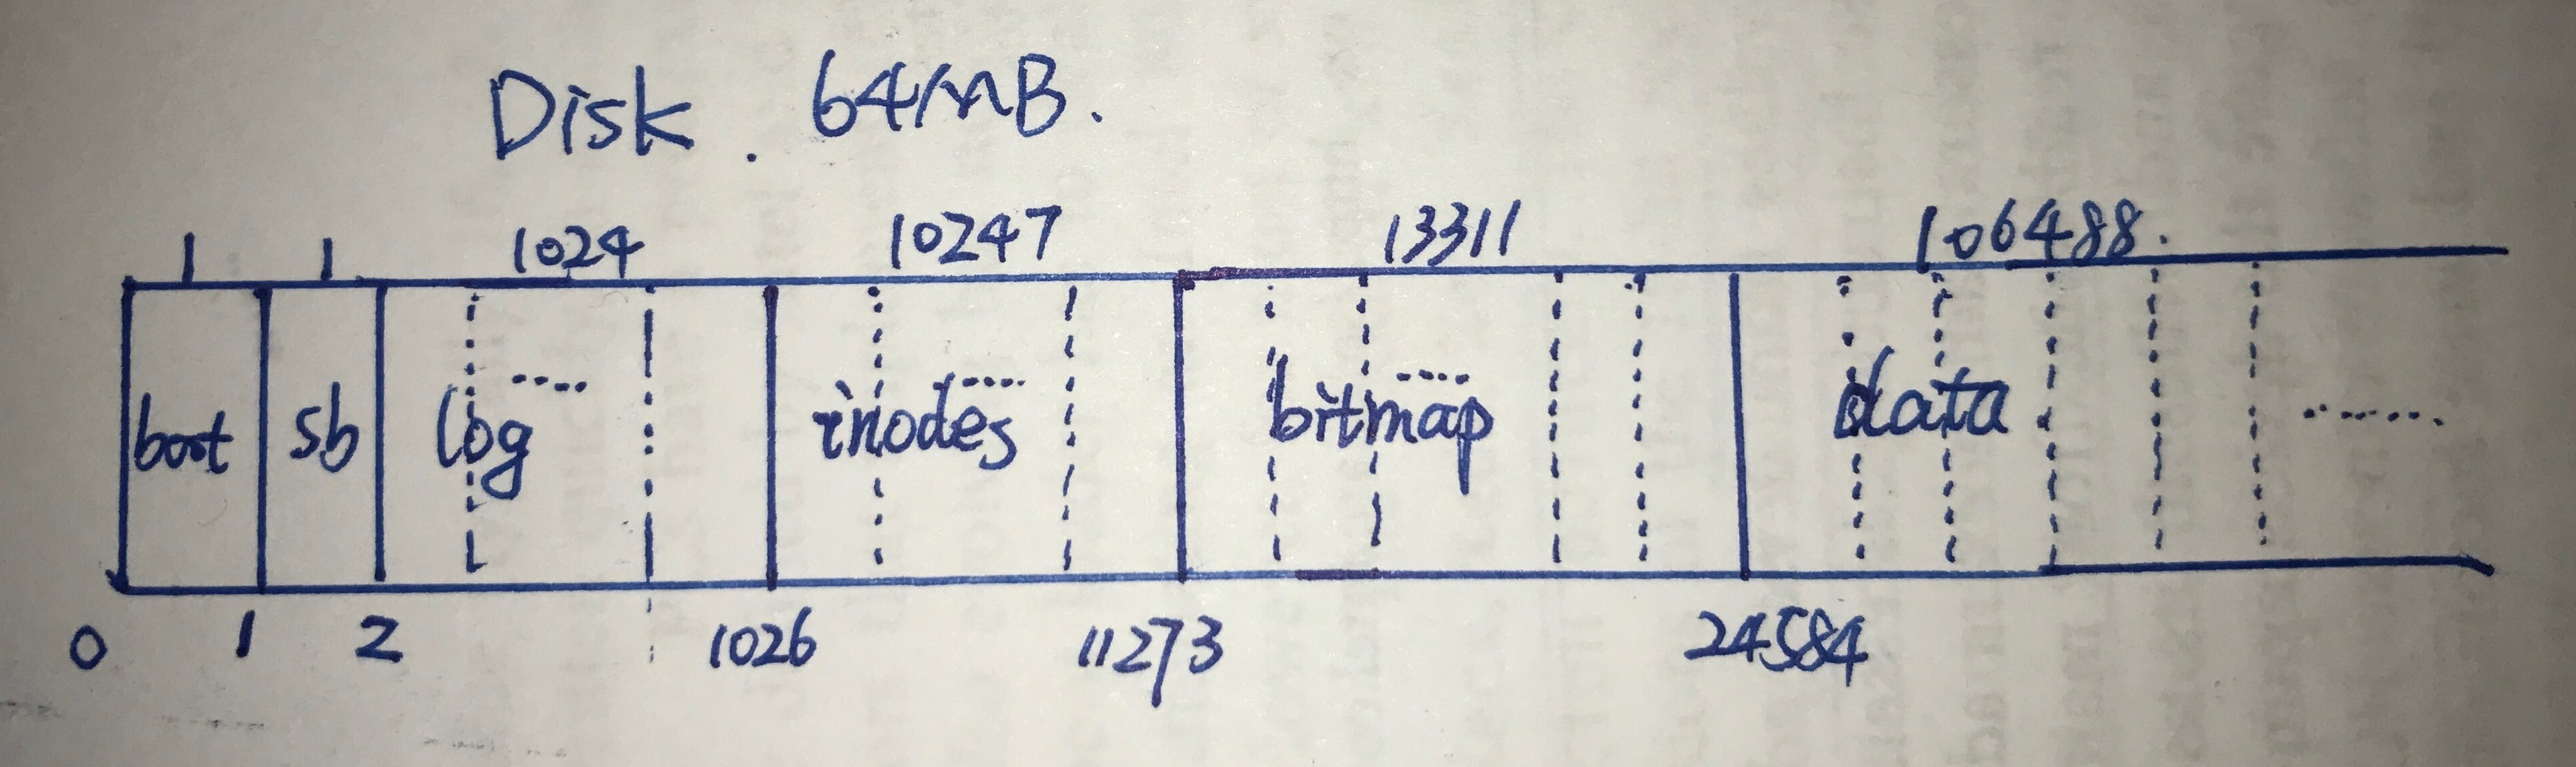 Disk. 64MB.
1 1 1024 10247 13311 106488.
boot sb log .... inodes .... bitmap .... data .......
0 1 2 1026 11273 24584